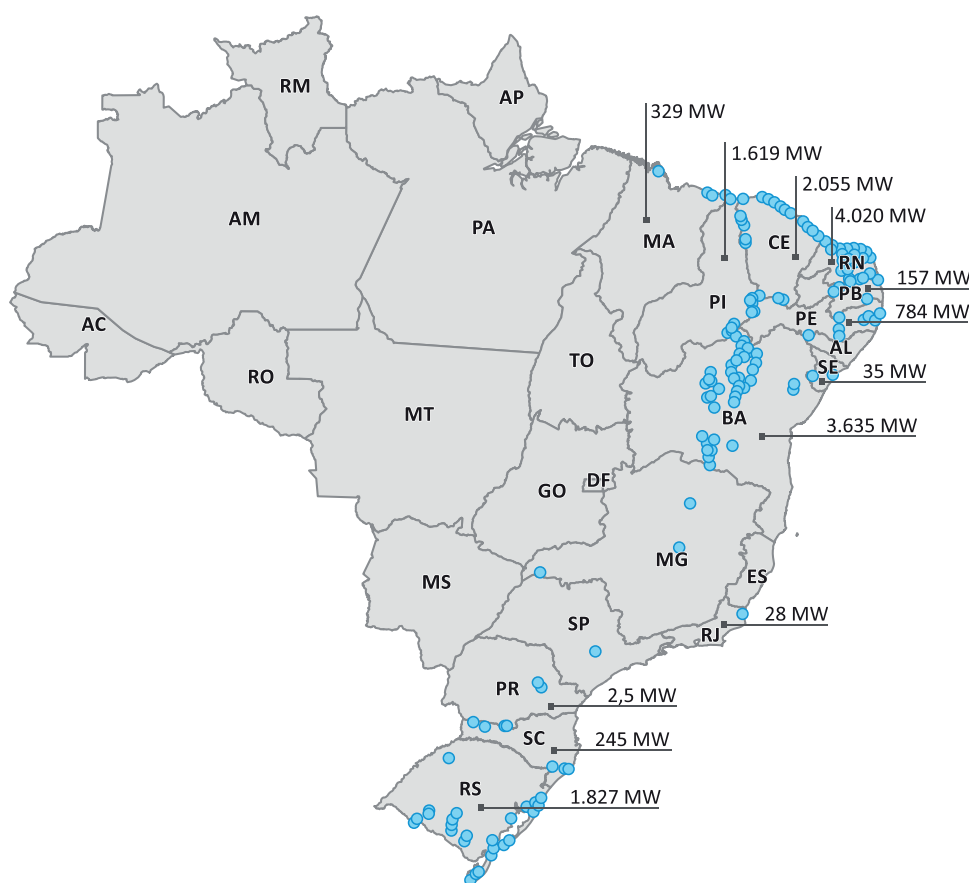 RM
AP
329 MW
1.619 MW
2.055 MW
4.020 MW
AM
PA
MA
CE
RN
157 MW
PB
PI
784 MW
PE
AC
AL
TO
SE
RO
35 MW
MT
BA
3.635 MW
DF
GO
MG
MS
ES
SP
28 MW
RJ
PR
2,5 MW
SC
245 MW
RS
1.827 MW